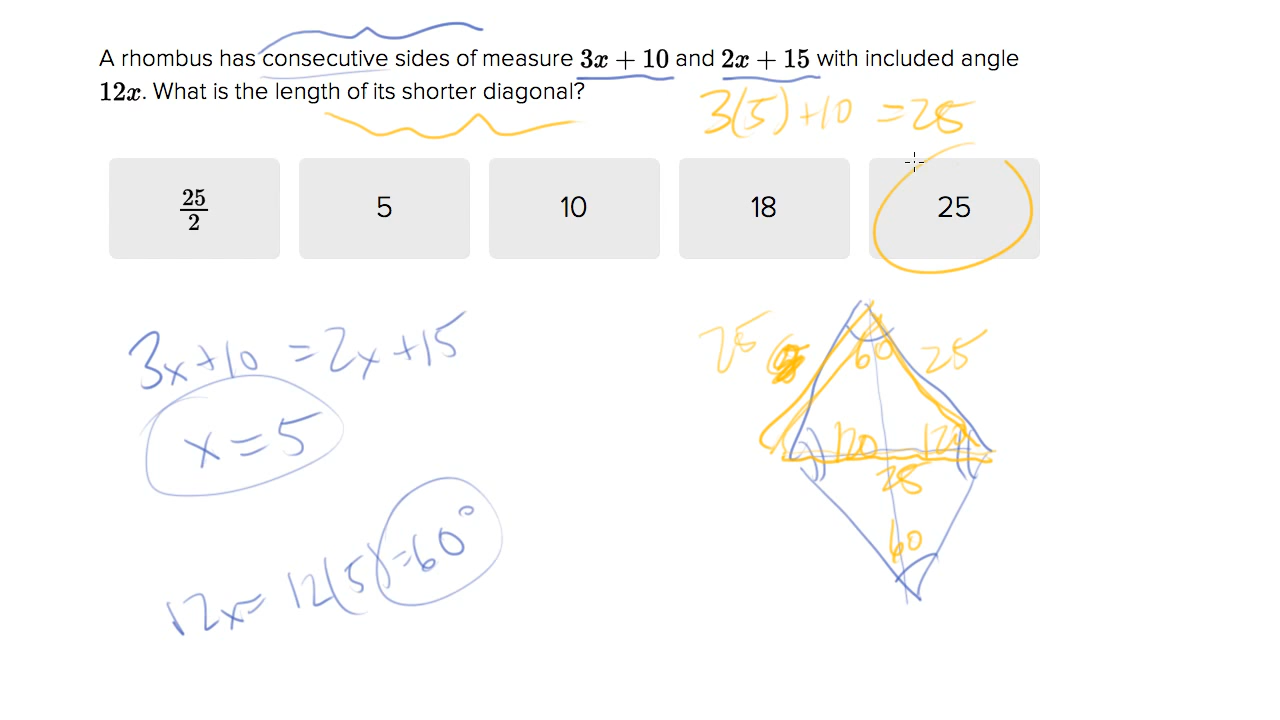 A rhombus has consecutive sides of measure 3x + 10 and 2x + 15 with included angle
12x. What is the length of its shorter diagonal?
3(5)+10 =25
25/2
5
10
18
25
3x+10 =2x+15
x=5
12x= 12(5)=60°
25
60
25
120
120
25
60